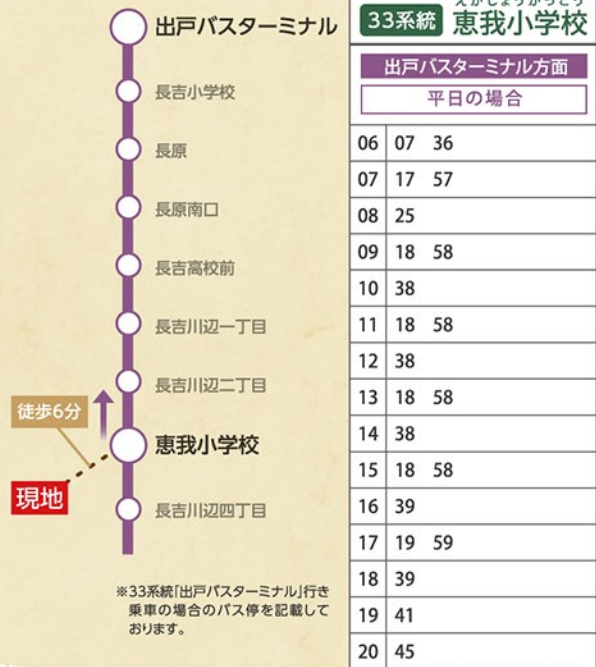 出戸バスターミナル
長吉小学校
長原
長原南口
長吉高校前
長吉川辺一丁目
長吉川辺二丁目
徒歩6分
恵我小学校
現地
長吉川辺四丁目
※33系統「出戸バスターミナル」行き
乗車の場合のバス停を記載して
おります。
えがしょうがっこう
33系統 恵我小学校
出戸バスターミナル方面
平日の場合
06 07 36
07 17 57
08 25
09 18 58
10 38
11 18 58
12 38
13 18 58
14 38
15 18 58
16 39
17 19 59
18 39
19 41
20 45